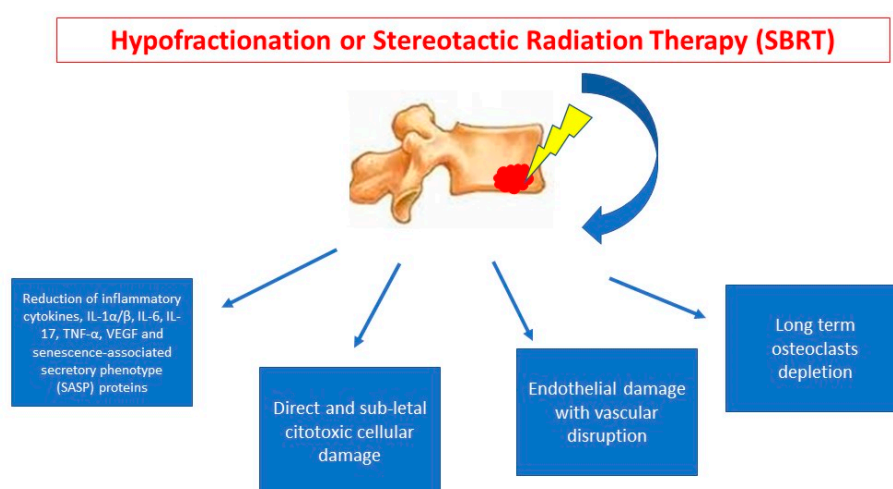 Hypofractionation or Stereotactic Radiation Therapy (SBRT)
Reduction of inflammatory
cytokines, IL-1α/β, IL-6, IL-
17, TNF-α, VEGF and
senescence-associated
secretory phenotype
(SASP) proteins
Direct and sub-letal
citotoxic cellular
damage
Endothelial damage
with vascular
disruption
Long term
osteoclasts
depletion